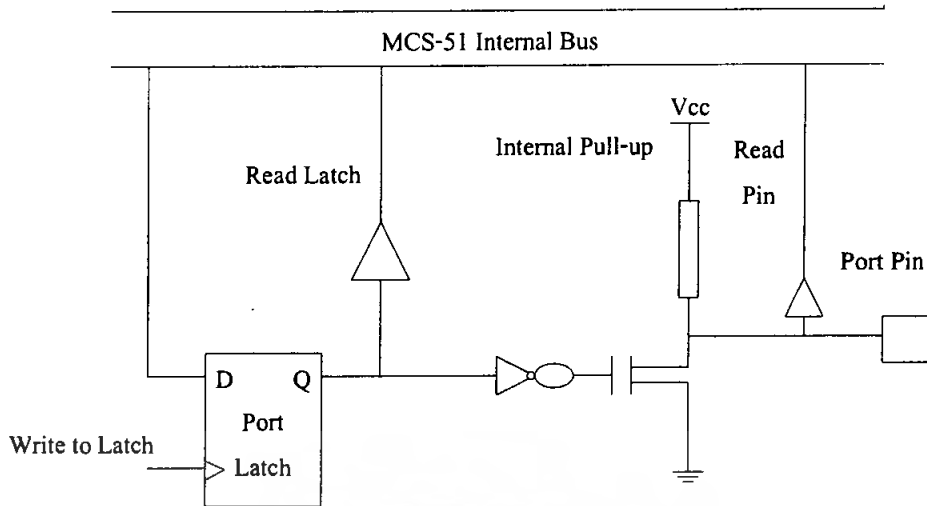 MCS-51 Internal Bus
Vcc
Internal Pull-up
Read
Pin
Read Latch
Port Pin
D
Q
Port
Write to Latch
Latch